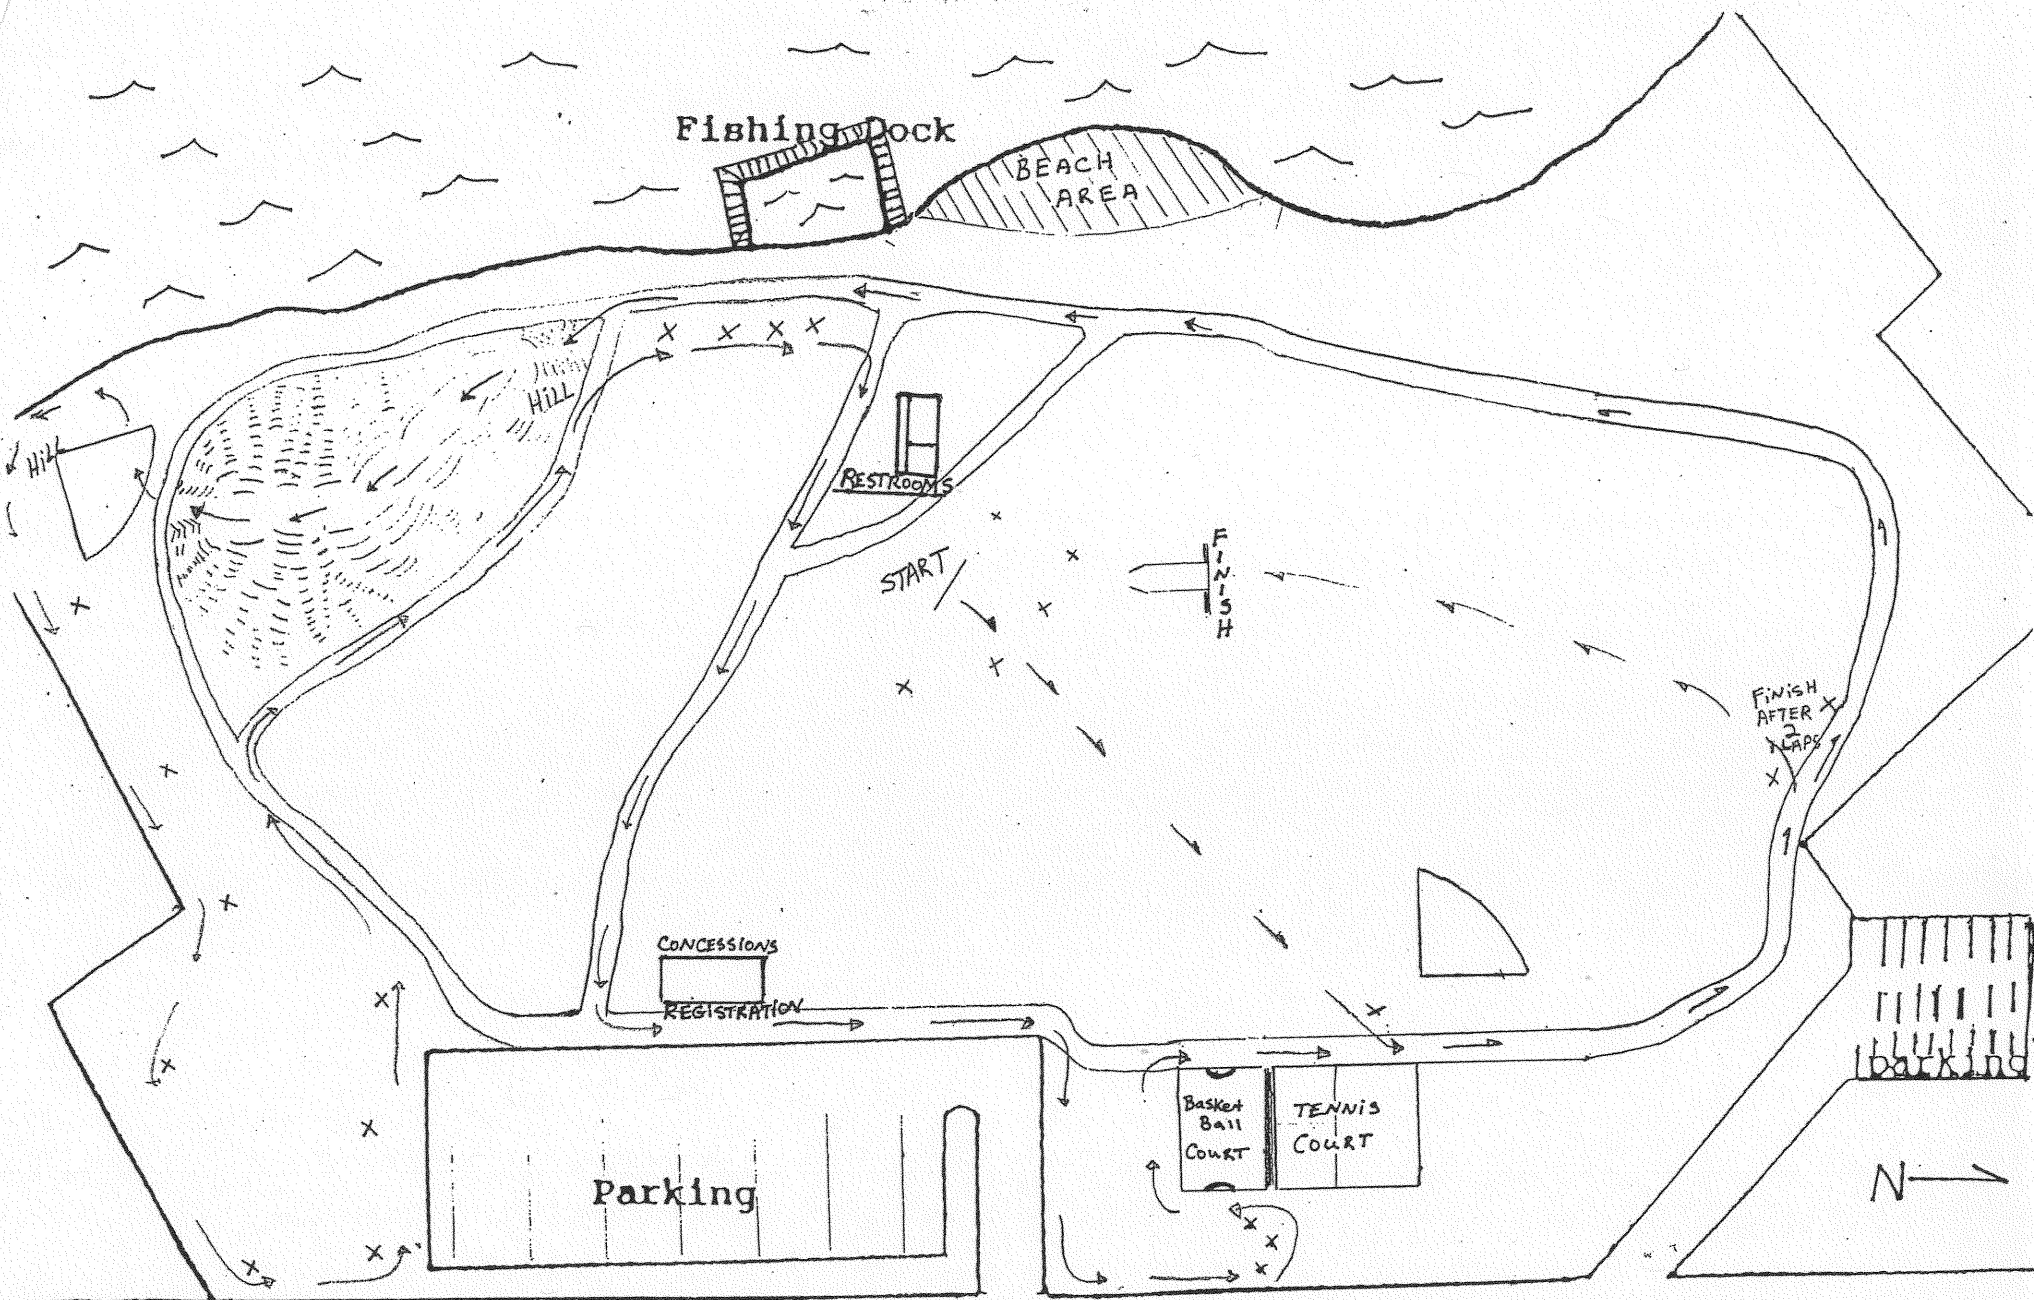 Fishing Dock
BEACH
AREA
HiLL
HiLL
RESTROOMS
START
FINISH
FiNiSH
AFTER
2
LAPS
CONCESSIONS
REGISTRATION
Basket
Ball
COURT
TENNiS
COURT
Parking
parking
N